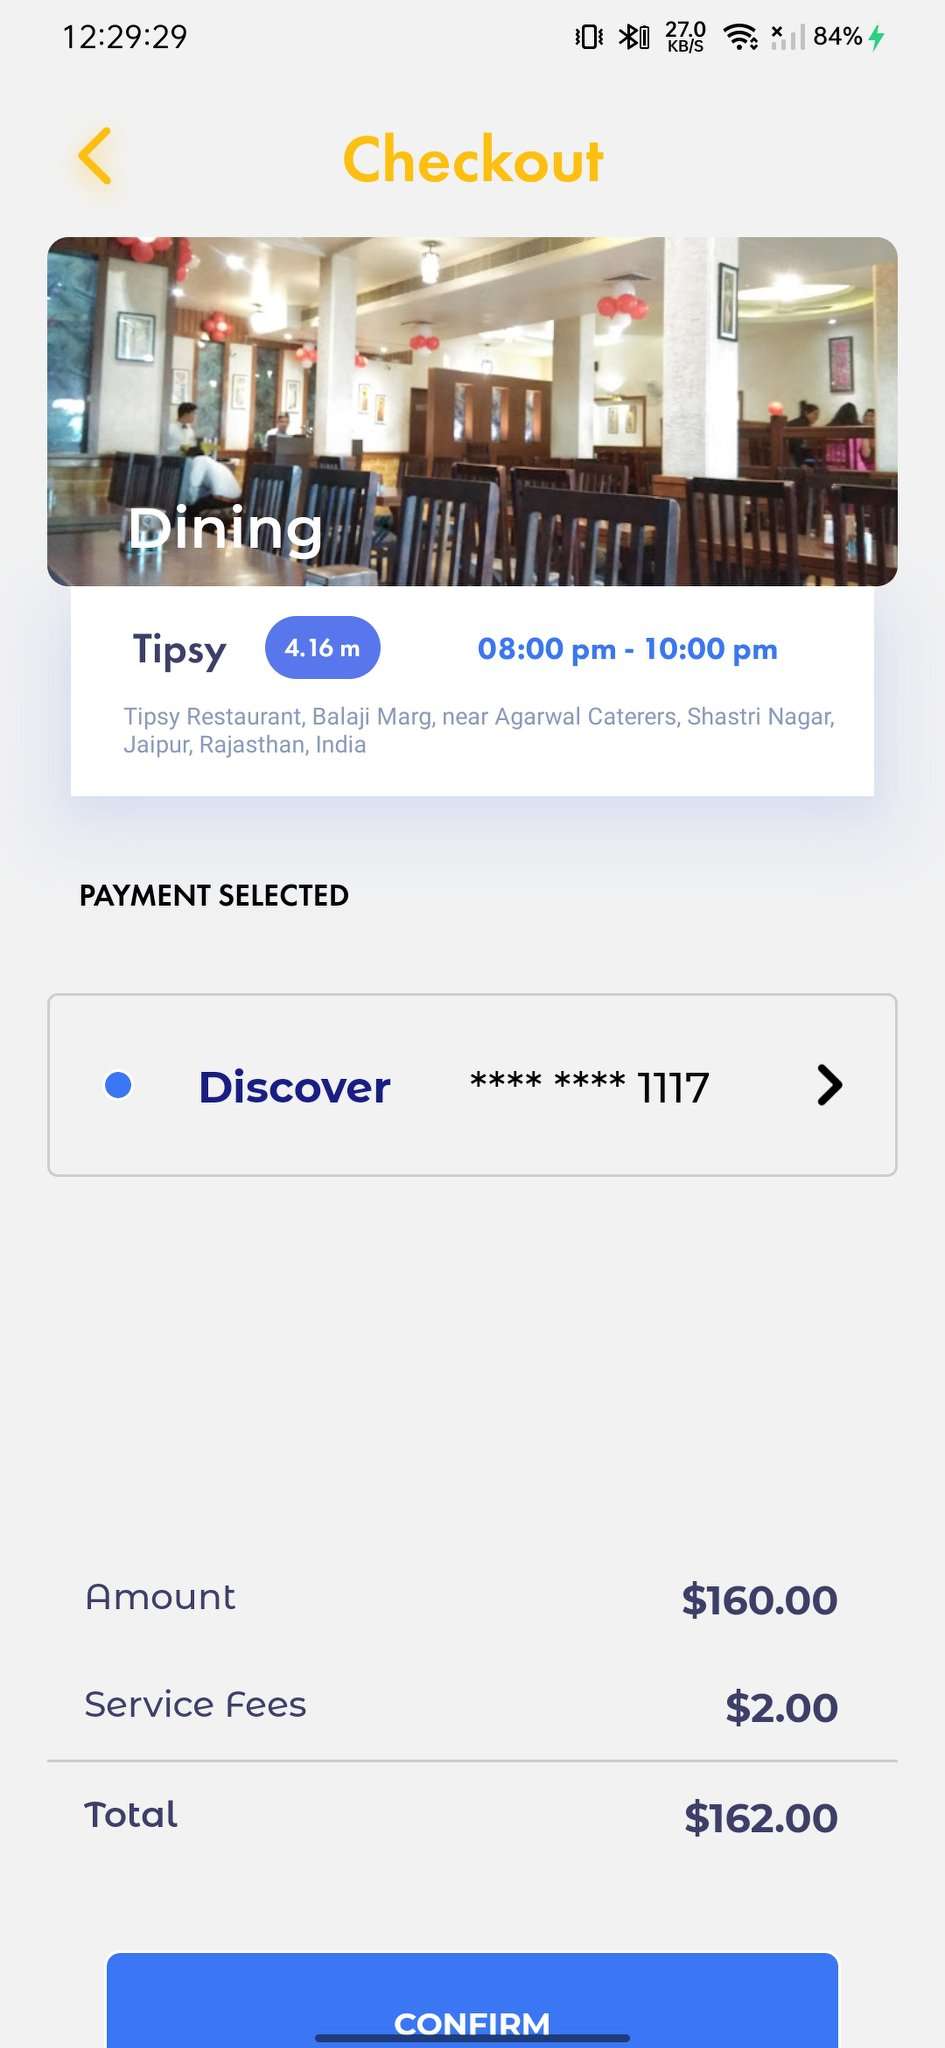 12:29:29 27.0 KB/S 84%
Checkout
Dining
Tipsy 4.16 m 08:00 pm - 10:00 pm
Tipsy Restaurant, Balaji Marg, near Agarwal Caterers, Shastri Nagar,
Jaipur, Rajasthan, India
PAYMENT SELECTED
Discover **** **** 1117
Amount $160.00
Service Fees $2.00
Total $162.00
CONFIRM